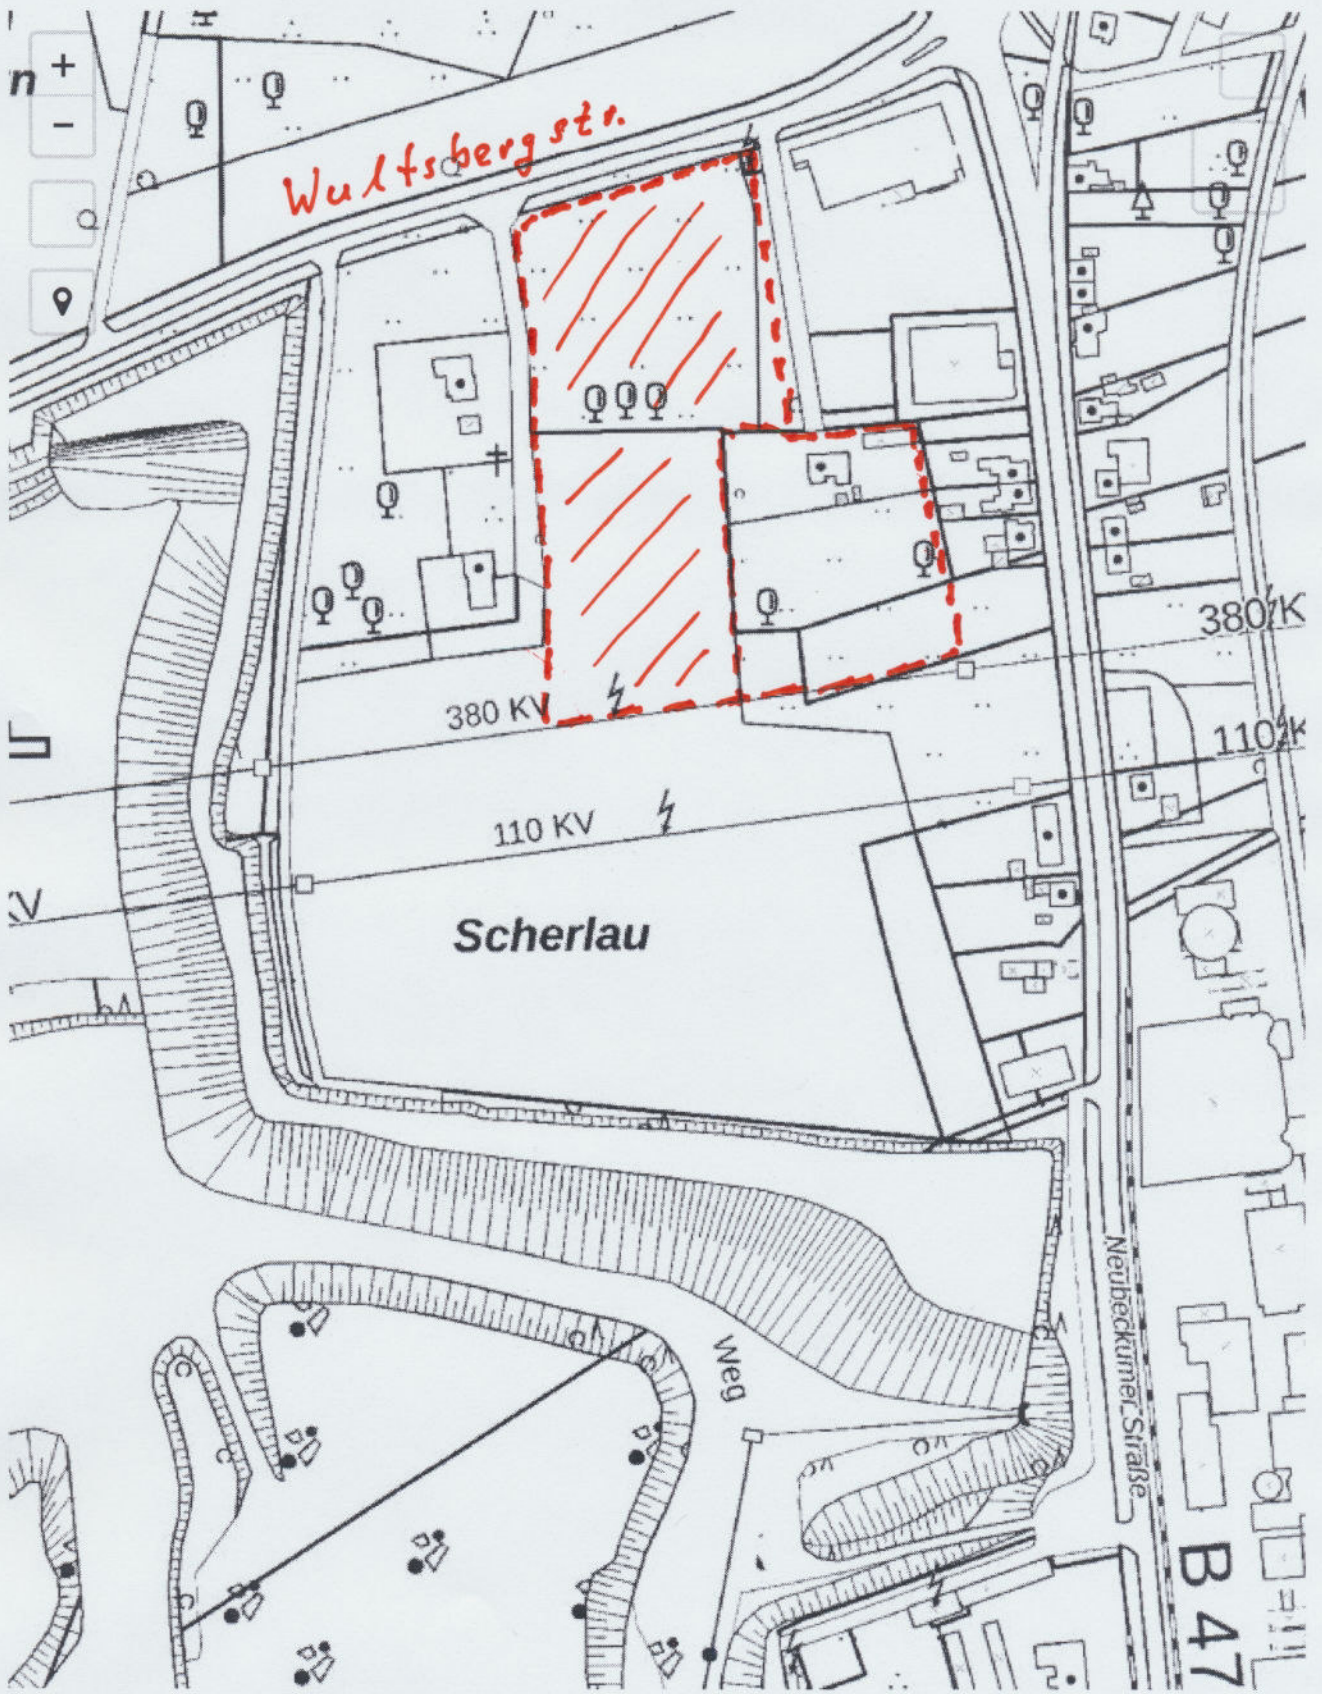 n
+
−
Wulfsbergstr.
380 K
380 KV
110 K
110 KV
KV
Scherlau
Neubeckumer Straße
Weg
B 47